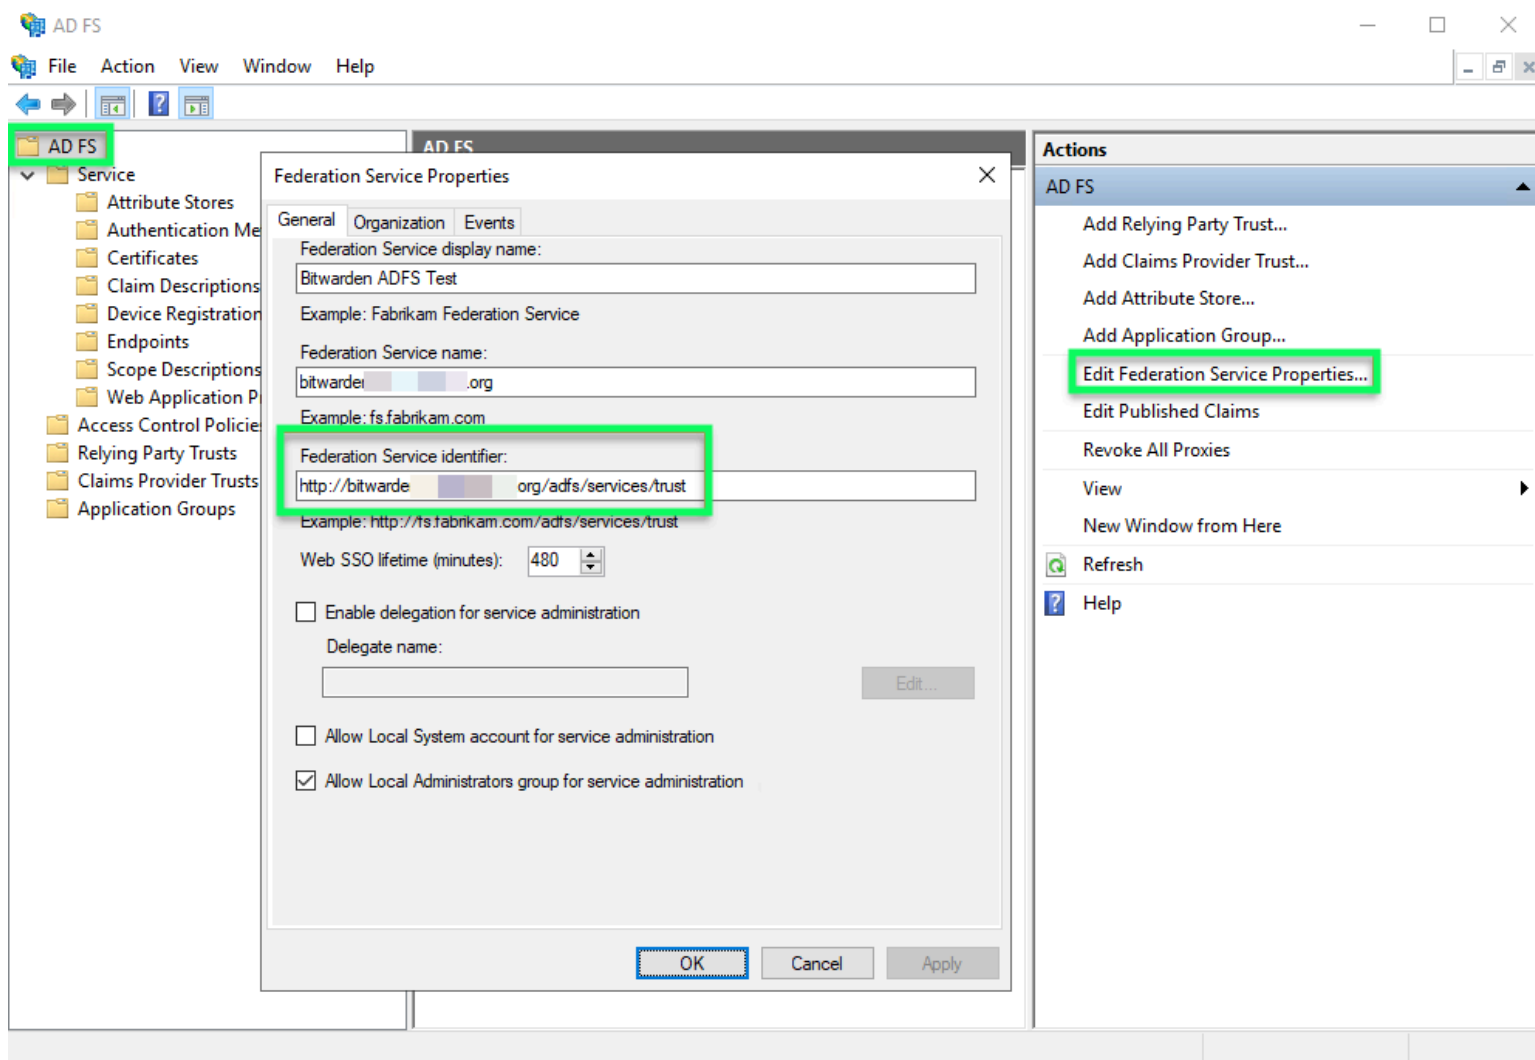 AD FS
File Action View Window Help
AD FS
Service
Attribute Stores
Authentication Me
Certificates
Claim Descriptions
Device Registration
Endpoints
Scope Descriptions
Web Application P
Access Control Policie
Relying Party Trusts
Claims Provider Trusts
Application Groups
AD FS
Federation Service Properties
General Organization Events
Federation Service display name:
Bitwarden ADFS Test
Example: Fabrikam Federation Service
Federation Service name:
bitwarde .org
Example: fs.fabrikam.com
Federation Service identifier:
http://bitwarde org/adfs/services/trust
Example: http://fs.fabrikam.com/adfs/services/trust
Web SSO lifetime (minutes): 480
Enable delegation for service administration
Delegate name:
Edit...
Allow Local System account for service administration
Allow Local Administrators group for service administration
OK Cancel Apply
Actions
AD FS
Add Relying Party Trust...
Add Claims Provider Trust...
Add Attribute Store...
Add Application Group...
Edit Federation Service Properties...
Edit Published Claims
Revoke All Proxies
View
New Window from Here
Refresh
Help